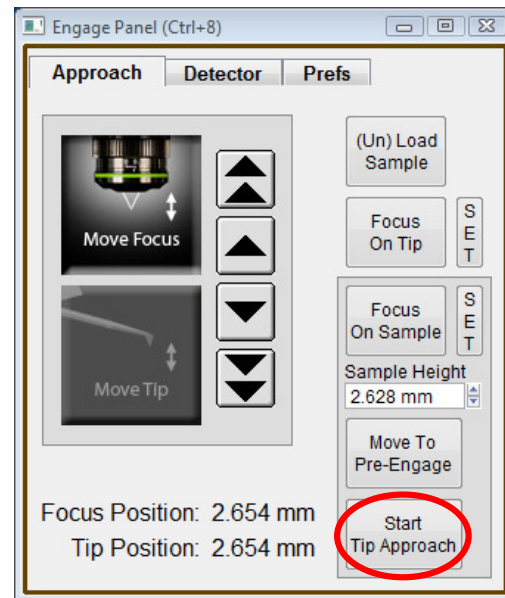 Engage Panel (Ctrl+8)
Approach Detector Prefs
Move Focus
Move Tip
(Un) Load
Sample
Focus
On Tip
S
E
T
Focus
On Sample
S
E
T
Sample Height
2.628 mm
Move To
Pre-Engage
Start
Tip Approach
Focus Position: 2.654 mm
Tip Position: 2.654 mm